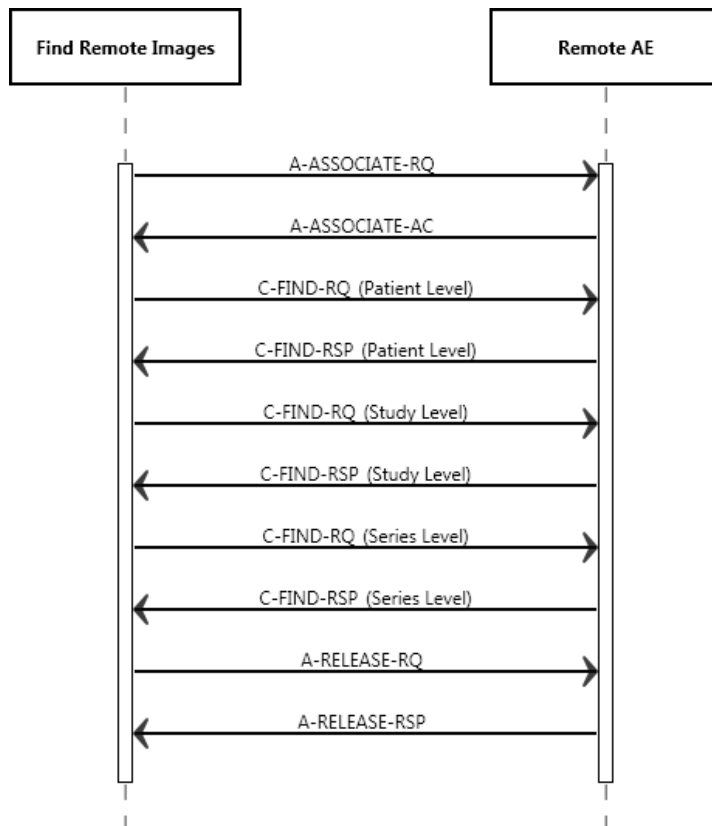 Find Remote Images
Remote AE
A-ASSOCIATE-RQ
A-ASSOCIATE-AC
C-FIND-RQ (Patient Level)
C-FIND-RSP (Patient Level)
C-FIND-RQ (Study Level)
C-FIND-RSP (Study Level)
C-FIND-RQ (Series Level)
C-FIND-RSP (Series Level)
A-RELEASE-RQ
A-RELEASE-RSP